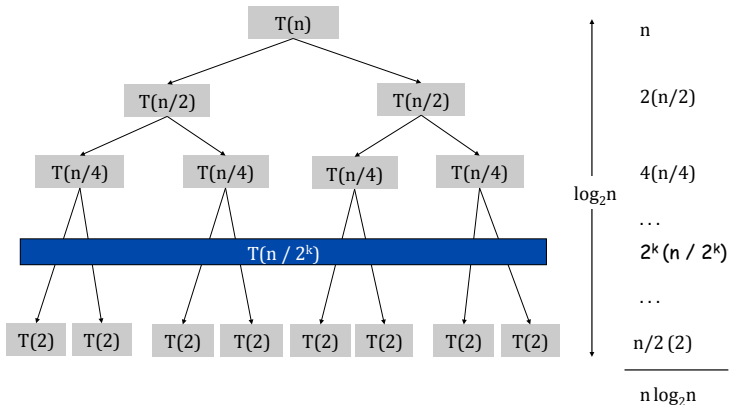 T(n) n
T(n/2) T(n/2) 2(n/2)
T(n/4) T(n/4) T(n/4) T(n/4) 4(n/4)
log₂n
...
T(n / 2ᵏ) 2ᵏ (n / 2ᵏ)
...
T(2) T(2) T(2) T(2) T(2) T(2) T(2) T(2) n/2 (2)
n log₂n